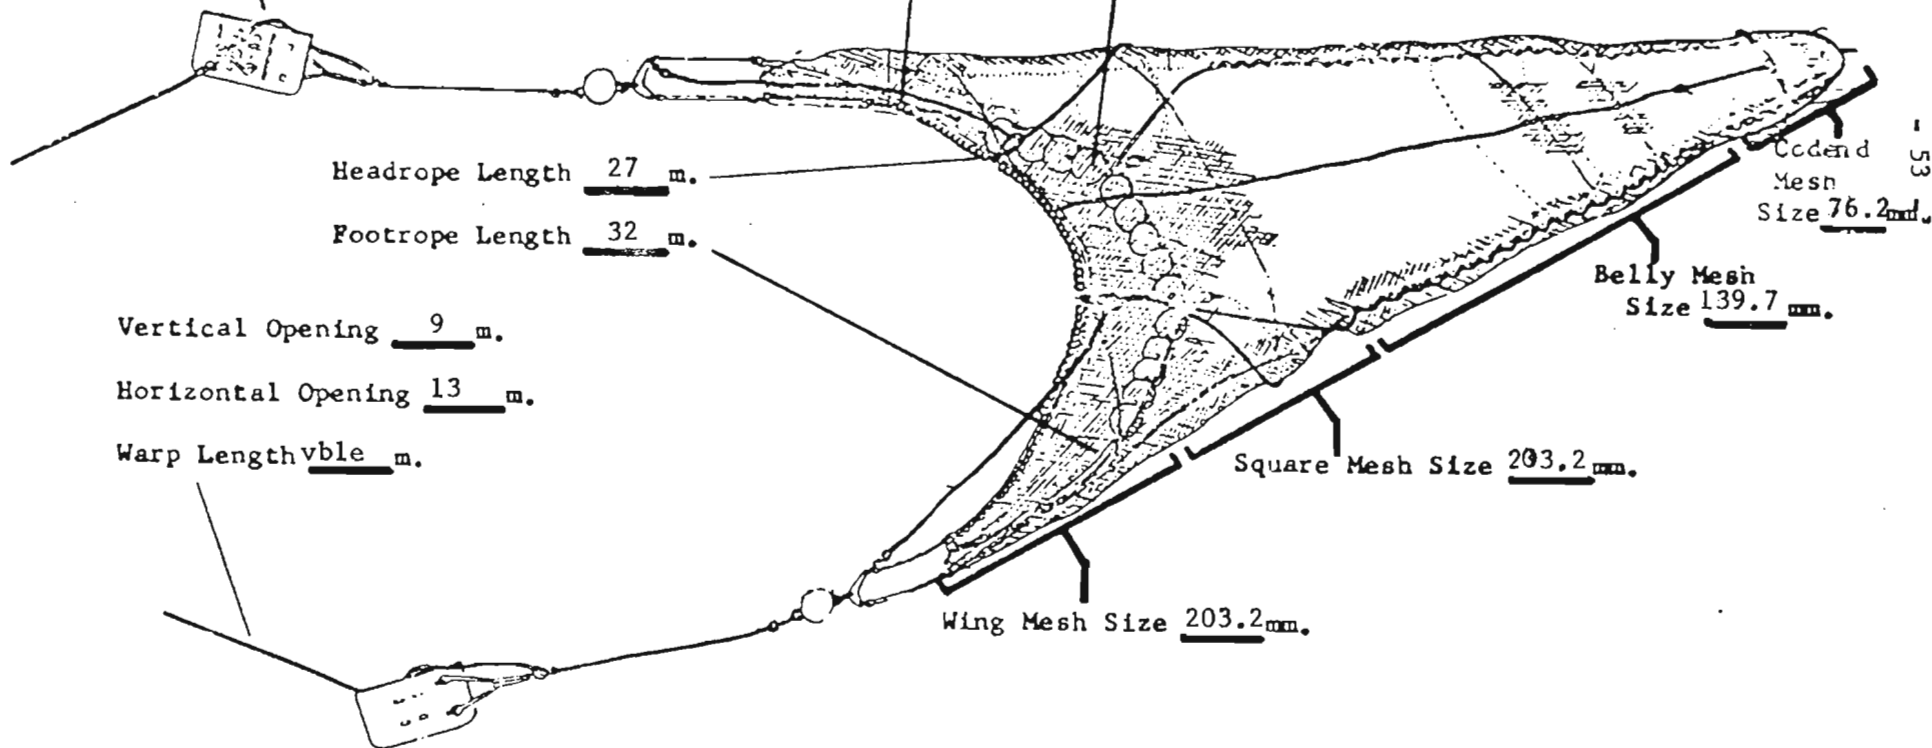 Headrope Length 27 m.
Footrope Length 32 m.
Vertical Opening 9 m.
Horizontal Opening 13 m.
Warp Length vble m.
- 53
Codend
Mesh
Size 76.2 mm.
Belly Mesh
Size 139.7 mm.
Square Mesh Size 203.2 mm.
Wing Mesh Size 203.2 mm.